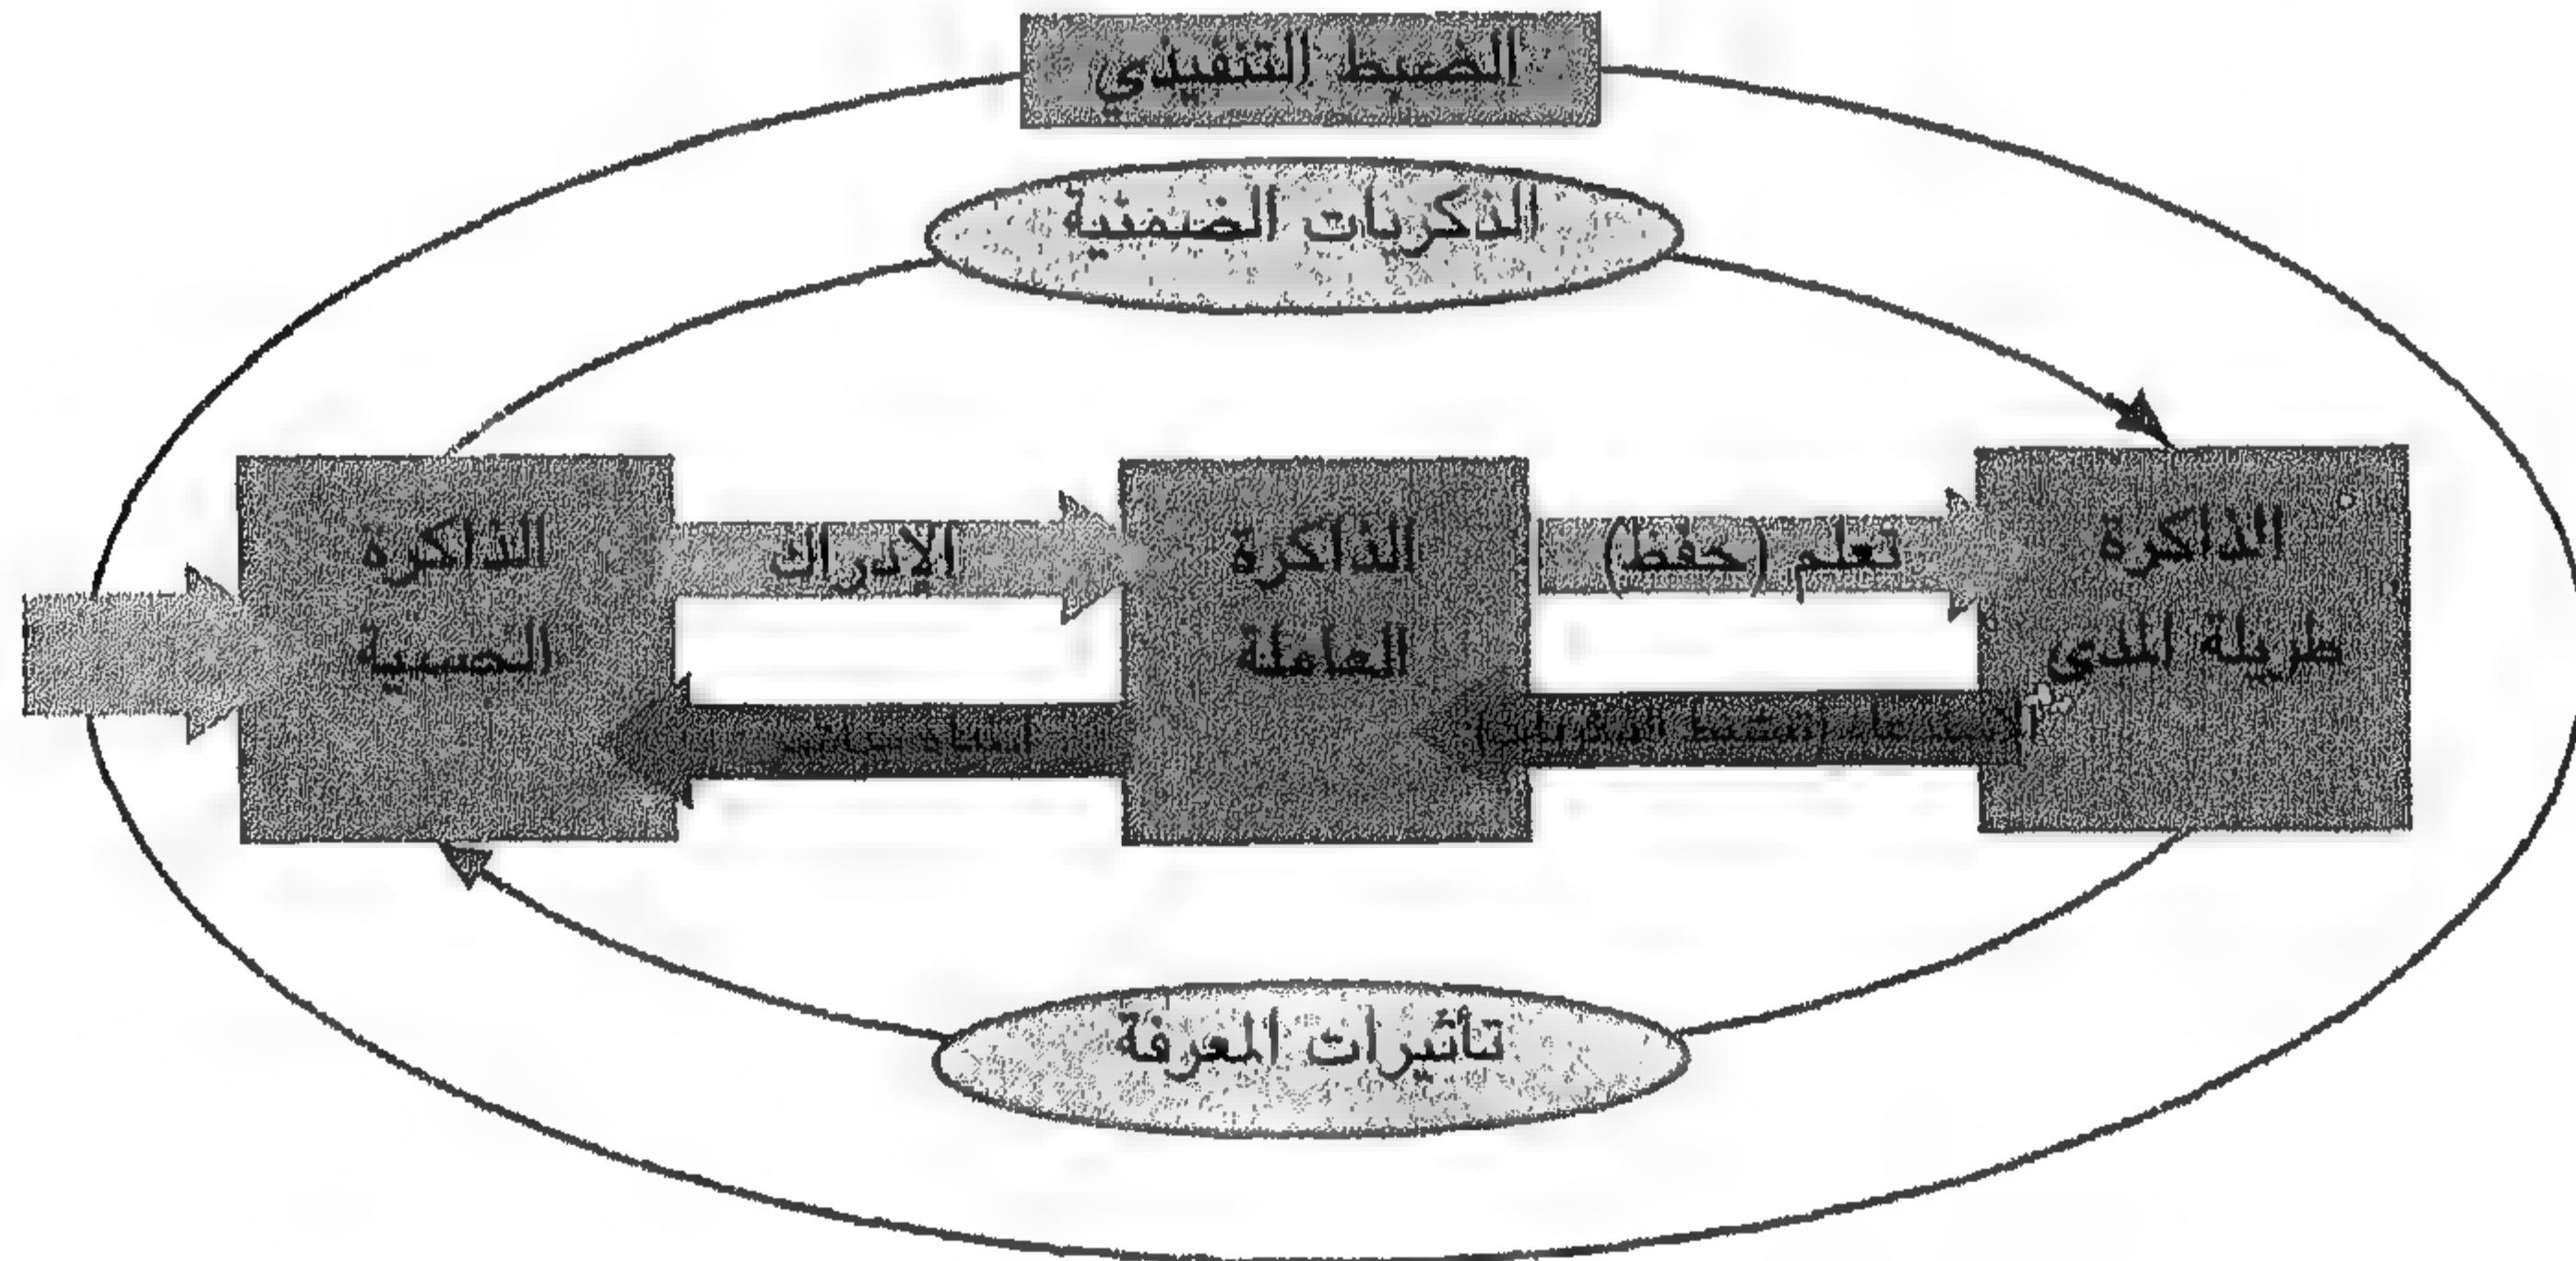 الضبط التنفيذي
الذكريات الضمنية
الذاكرة
الحسية
الإدراك
الذاكرة
العاملة
تعلم (حفظ)
الذاكرة
طويلة المدى
تأثيرات المعرفة